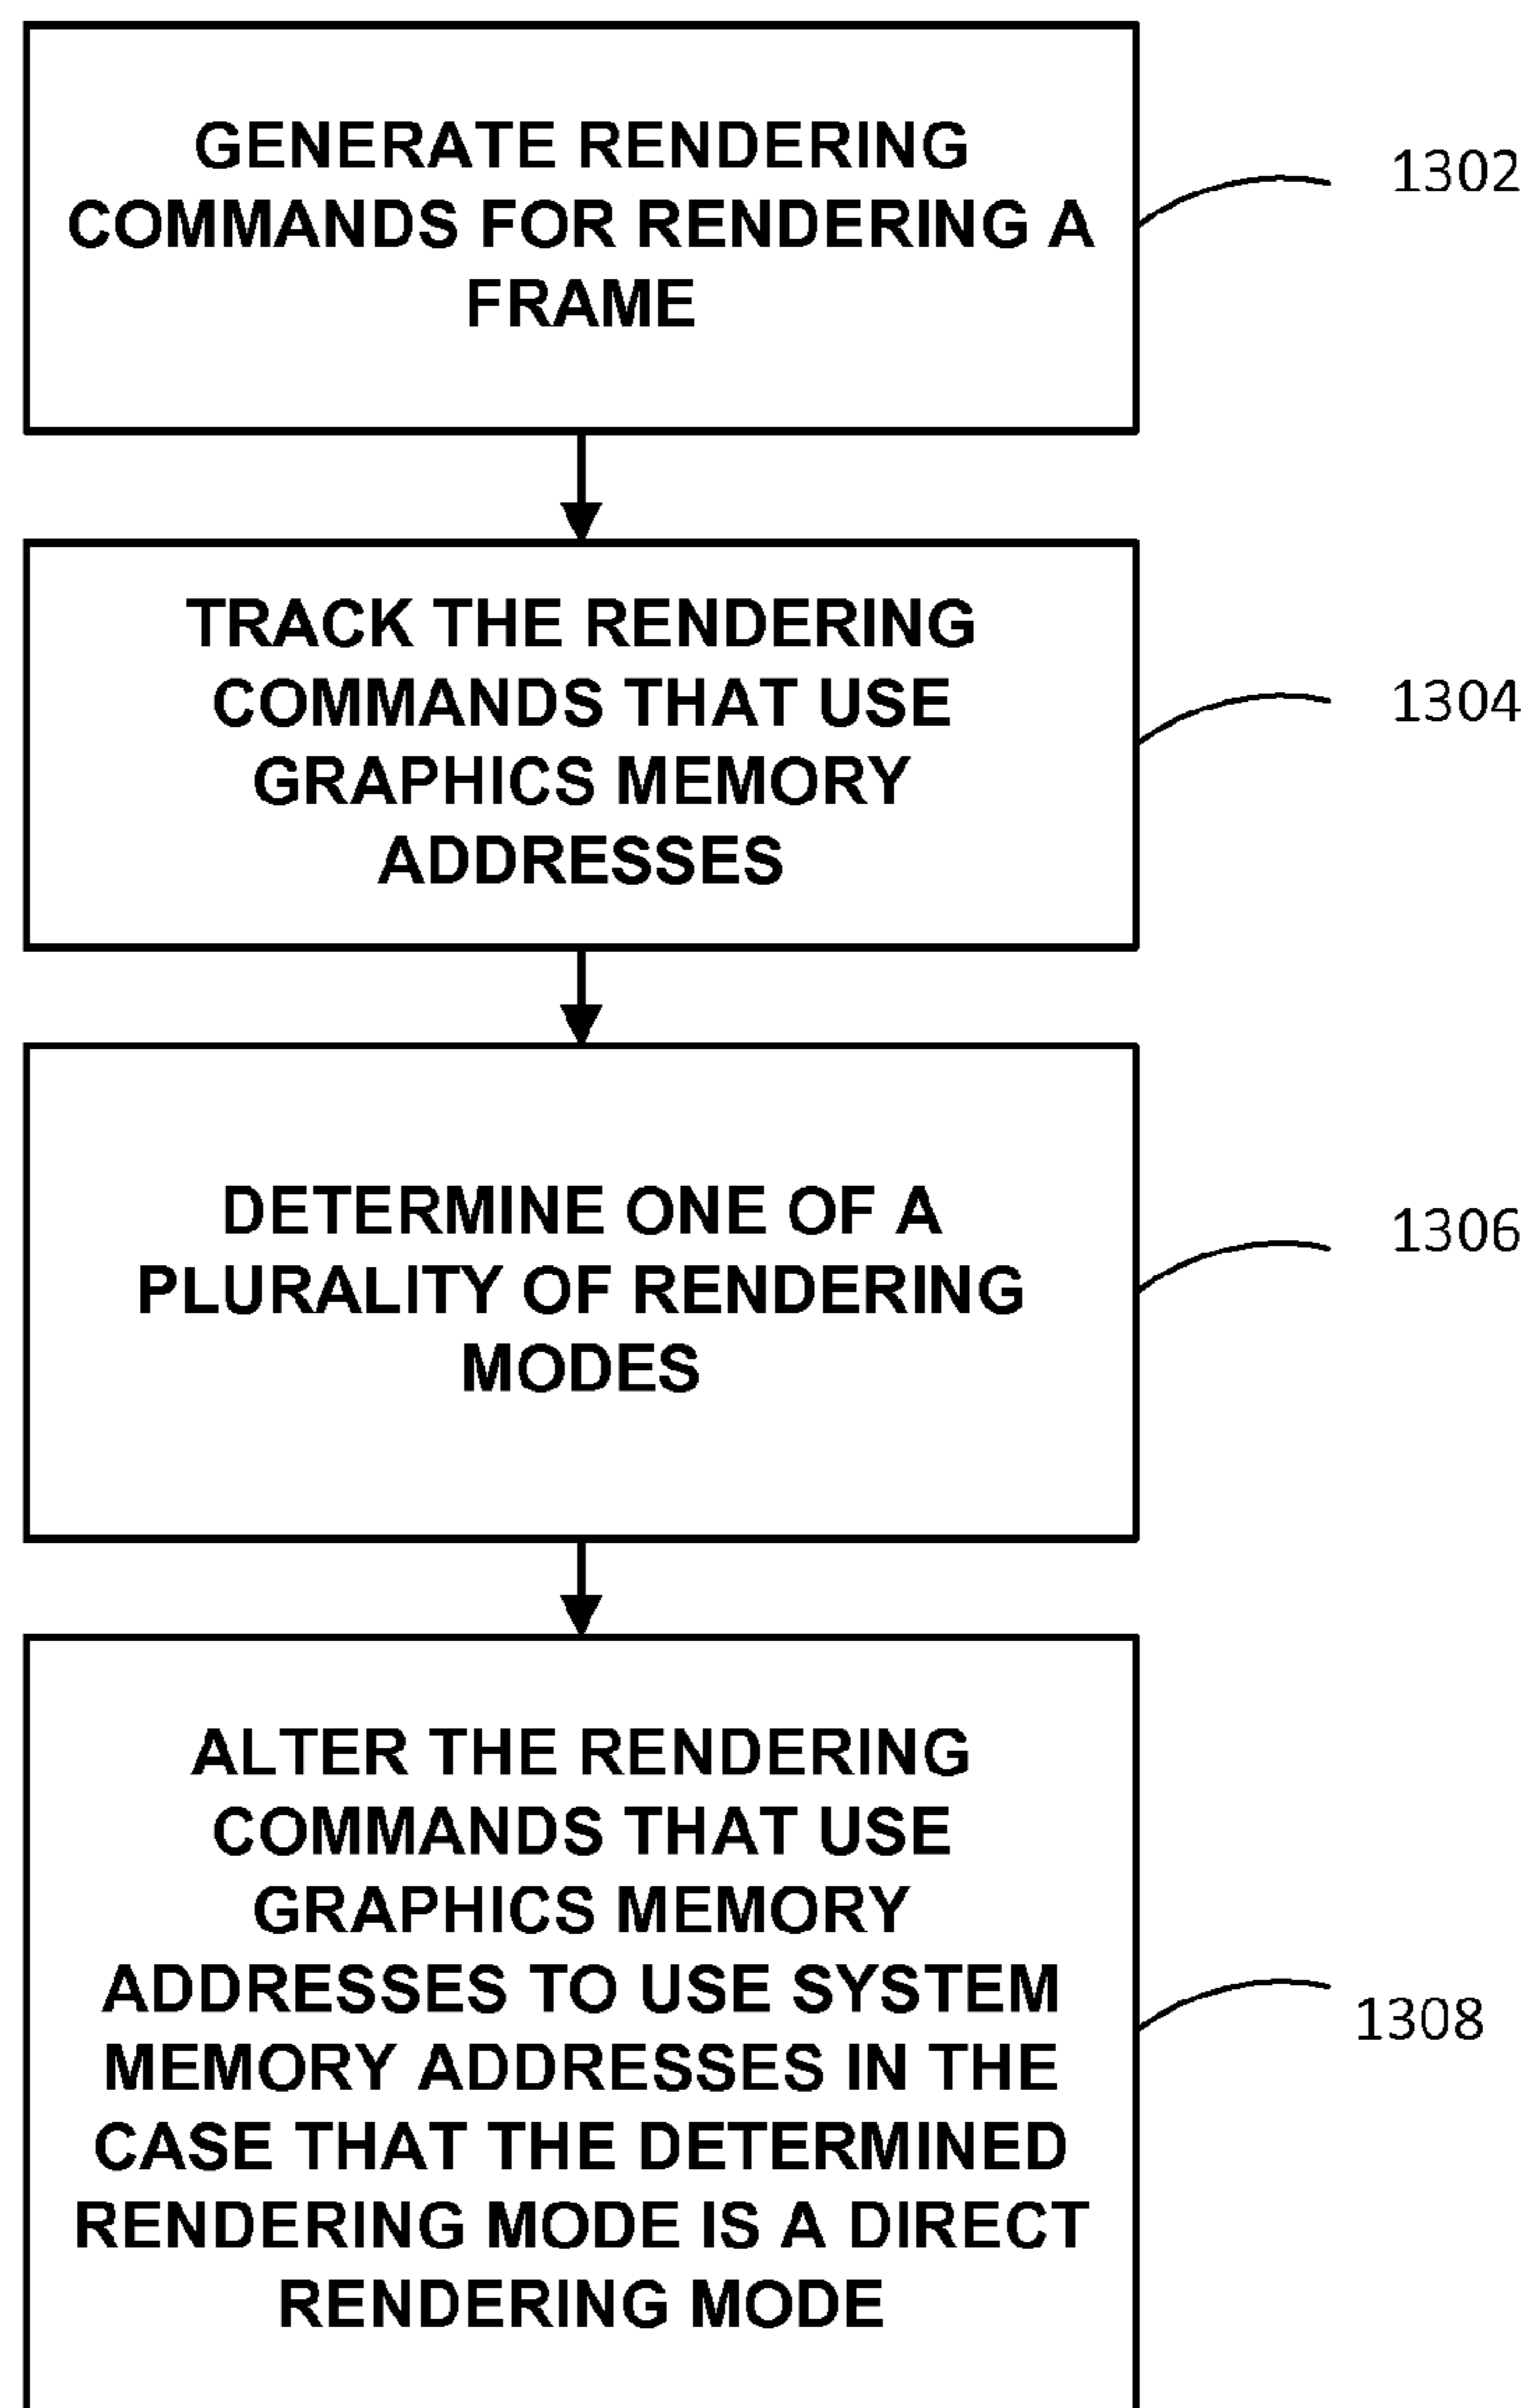 GENERATE RENDERING
COMMANDS FOR RENDERING A
FRAME
1302
TRACK THE RENDERING
COMMANDS THAT USE
GRAPHICS MEMORY
ADDRESSES
1304
DETERMINE ONE OF A
PLURALITY OF RENDERING
MODES
1306
ALTER THE RENDERING
COMMANDS THAT USE
GRAPHICS MEMORY
ADDRESSES TO USE SYSTEM
MEMORY ADDRESSES IN THE
CASE THAT THE DETERMINED
RENDERING MODE IS A DIRECT
RENDERING MODE
1308